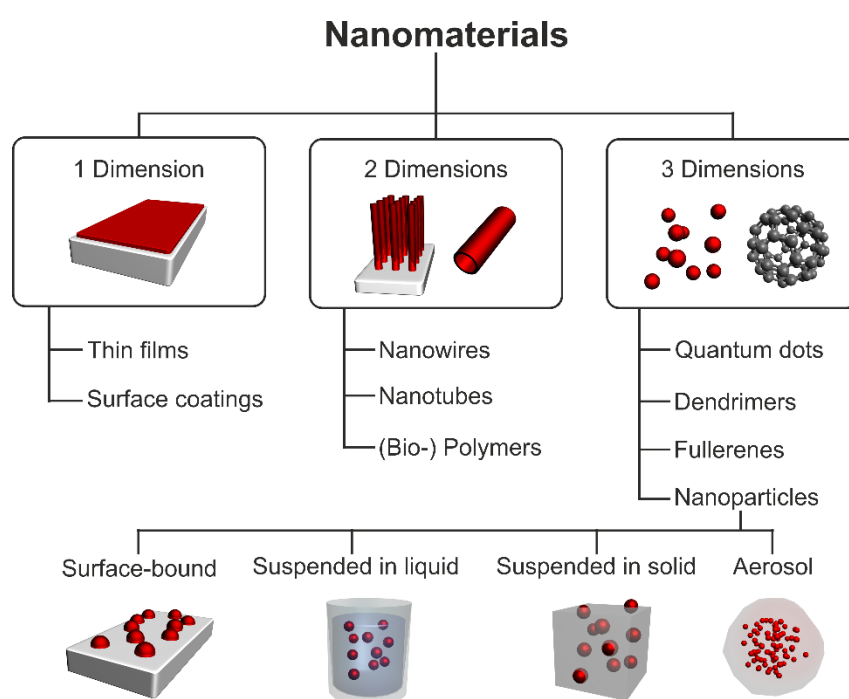 Nanomaterials
1 Dimension
2 Dimensions
3 Dimensions
Thin films
Surface coatings
Nanowires
Nanotubes
(Bio-) Polymers
Quantum dots
Dendrimers
Fullerenes
Nanoparticles
Surface-bound
Suspended in liquid
Suspended in solid
Aerosol